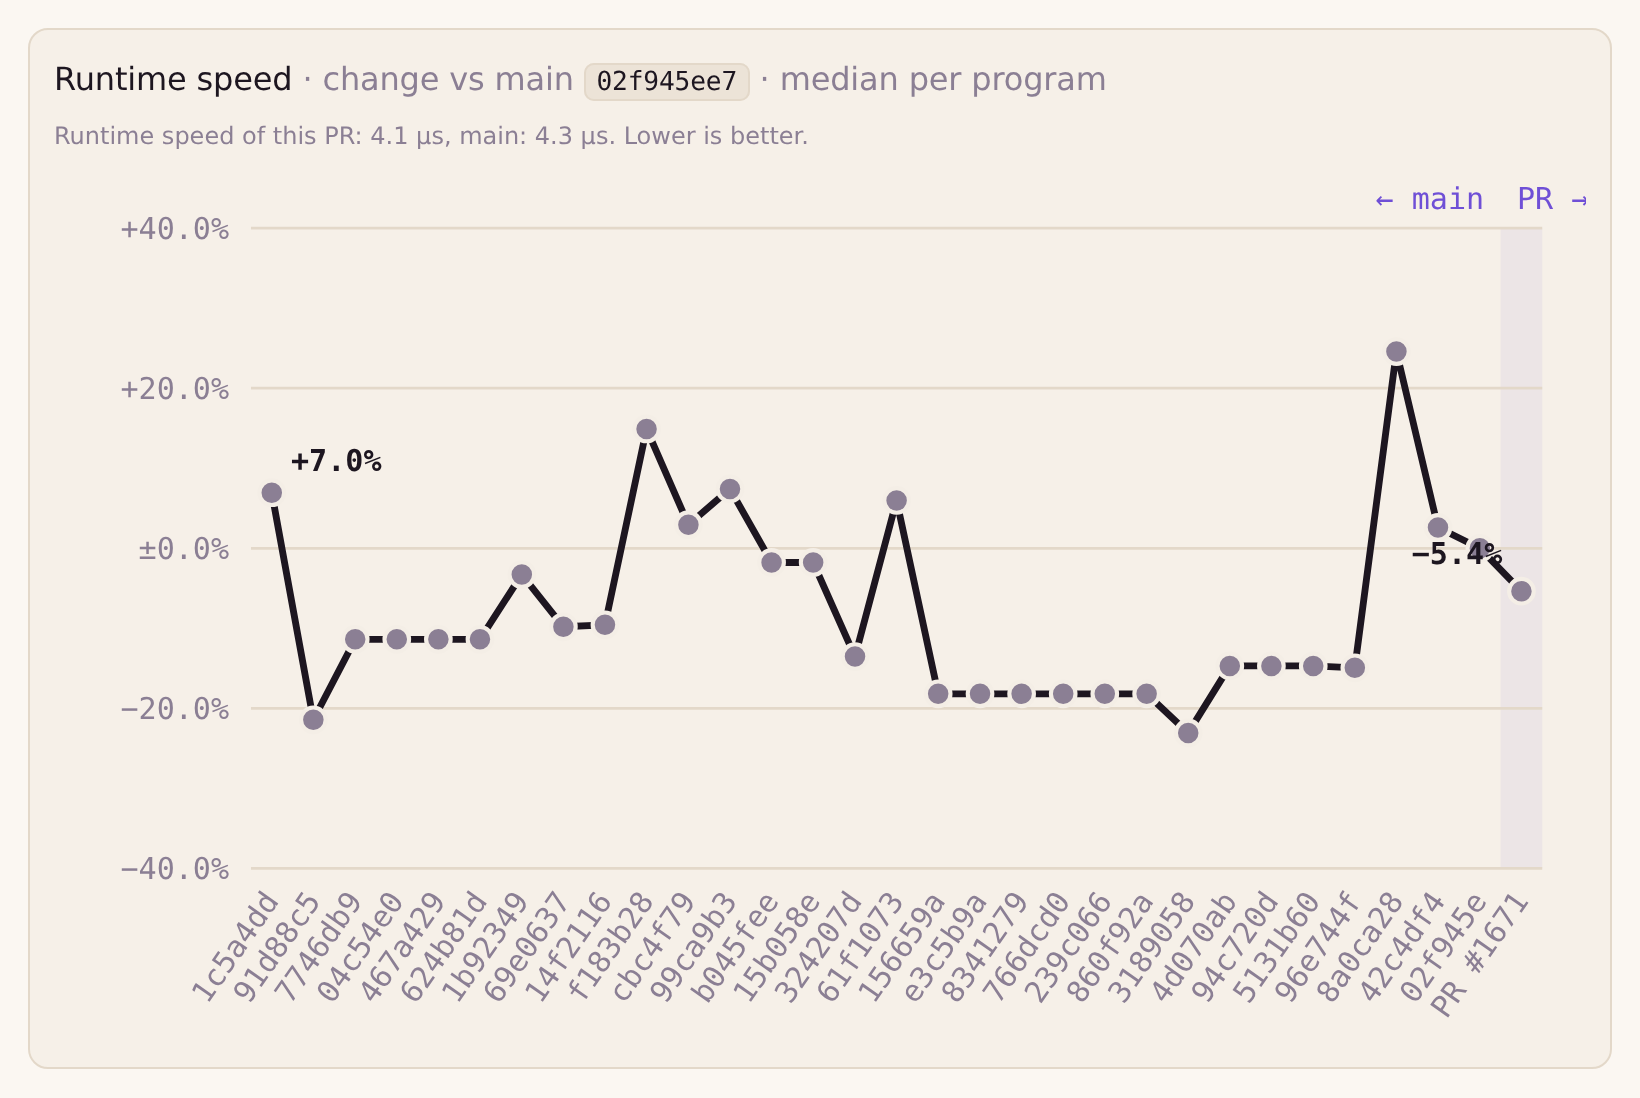 Runtime speed · change vs main 02f945ee7 · median per program
Runtime speed of this PR: 4.1 µs, main: 4.3 µs. Lower is better.
← main PR →
+40.0%
+20.0%
+7.0%
±0.0%
−5.4%
−20.0%
−40.0%
1c5a4dd
91d88c5
7746db9
04c54e0
467a429
624b81d
1b92349
69e0637
14f2116
f183b28
cbc4f79
99ca9b3
b045fee
15b058e
324207d
61f1073
156659a
e3c5b9a
8341279
766dcd0
239c066
860f92a
3189058
4d070ab
94c720d
5131b60
96e744f
8a0ca28
42c4df4
02f945e
PR #1671